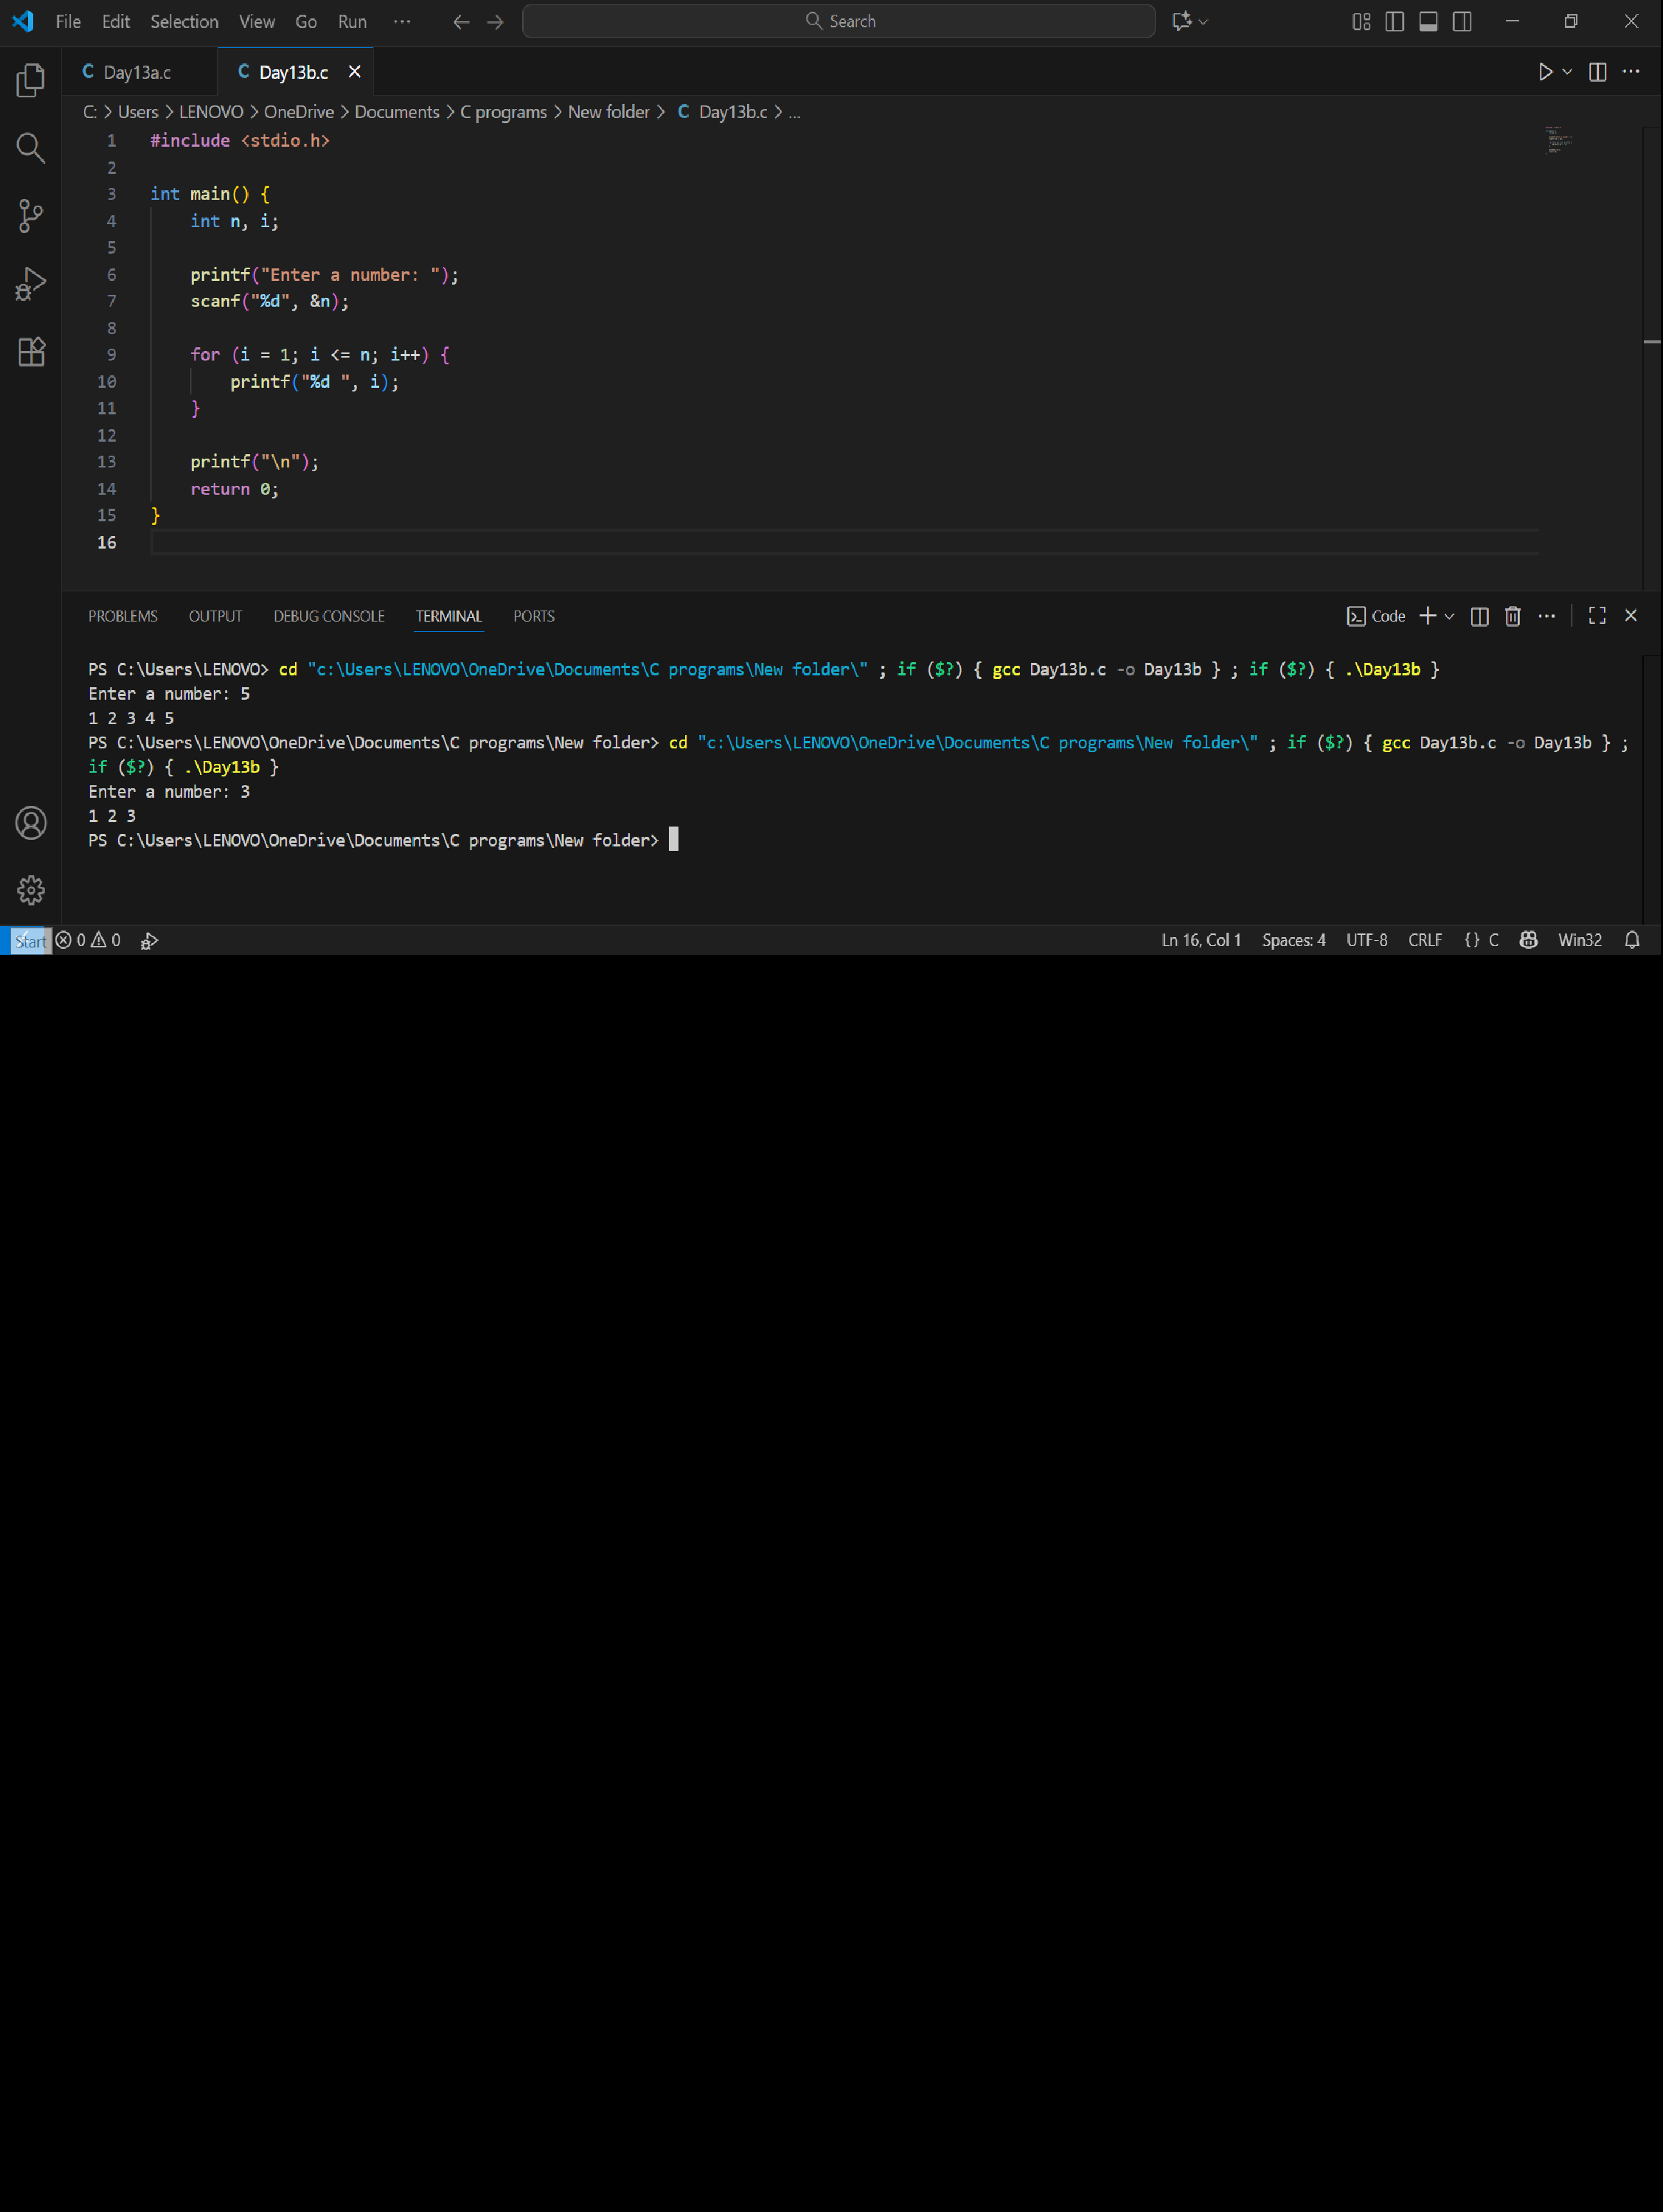 File Edit Selection View Go Run ··· Search
Day13a.c Day13b.c
C: > Users > LENOVO > OneDrive > Documents > C programs > New folder > C Day13b.c > ...
1 #include <stdio.h>
2
3 int main() {
4 int n, i;
5
6 printf("Enter a number: ");
7 scanf("%d", &n);
8
9 for (i = 1; i <= n; i++) {
10 printf("%d ", i);
11 }
12
13 printf("\n");
14 return 0;
15 }
16
PROBLEMS OUTPUT DEBUG CONSOLE TERMINAL PORTS Code
PS C:\Users\LENOVO> cd "c:\Users\LENOVO\OneDrive\Documents\C programs\New folder\" ; if ($?) { gcc Day13b.c -o Day13b } ; if ($?) { .\Day13b }
Enter a number: 5
1 2 3 4 5
PS C:\Users\LENOVO\OneDrive\Documents\C programs\New folder> cd "c:\Users\LENOVO\OneDrive\Documents\C programs\New folder\" ; if ($?) { gcc Day13b.c -o Day13b } ;
if ($?) { .\Day13b }
Enter a number: 3
1 2 3
PS C:\Users\LENOVO\OneDrive\Documents\C programs\New folder>
Start 0 0 Ln 16, Col 1 Spaces: 4 UTF-8 CRLF {} C Win32